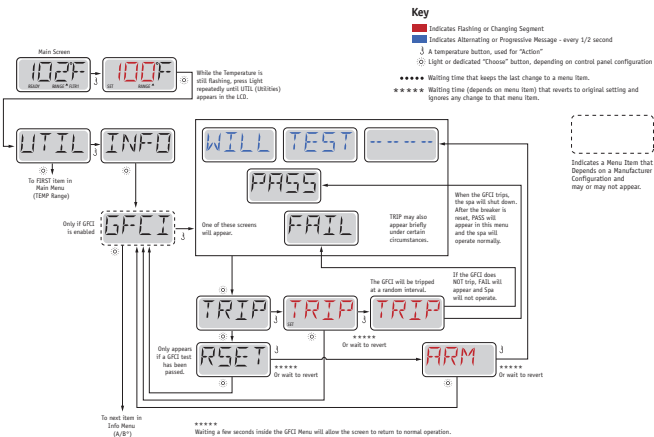 Key
Indicates Flashing or Changing Segment
Indicates Alternating or Progressive Message - every 1/2 second
A temperature button, used for "Action"
Light or dedicated "Choose" button, depending on control panel configuration
••••• Waiting time that keeps the last change to a menu item.
***** Waiting time (depends on menu item) that reverts to original setting and
ignores any change to that menu item.
Indicates a Menu Item that
Depends on a Manufacturer
Configuration and
may or may not appear.
Main Screen
102°F
READY RANGE FLTR1
100°F
SET RANGE
While the Temperature is
still flashing, press Light
repeatedly until UTIL (Utilities)
appears in the LCD.
UTIL
INFO
To FIRST item in
Main Menu
(TEMP Range)
WILL
TEST
------
PASS
FAIL
One of these screens
will appear.
TRIP may also
appear briefly
under certain
circumstances.
When the GFCI trips,
the spa will shut down.
After the breaker is
reset, PASS will
appear in this menu
and the spa will
operate normally.
Only if GFCI
is enabled
GFCI
The GFCI will be tripped
at a random interval.
If the GFCI does
NOT trip, FAIL will
appear and Spa
will not operate.
TRIP
TRIP
SET
TRIP
*****
Or wait to revert
Only appears
if a GFCI test
has been
passed.
RSET
*****
Or wait to revert
ARM
*****
Or wait to revert
To next item in
Info Menu
(A/B°)
*****
Waiting a few seconds inside the GFCI Menu will allow the screen to return to normal operation.